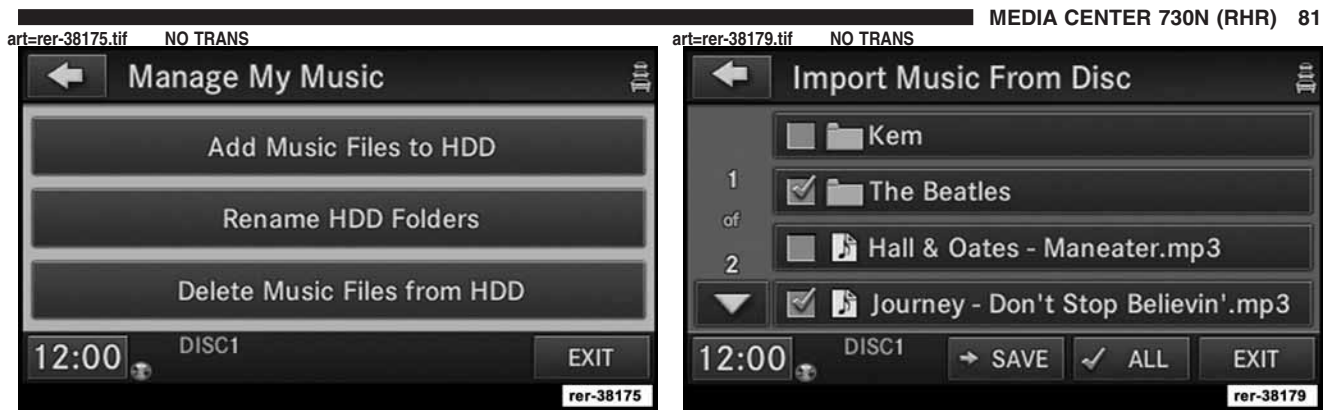 MEDIA CENTER 730N (RHR) 81
art=rer-38175.tif NO TRANS
Manage My Music
Add Music Files to HDD
Rename HDD Folders
Delete Music Files from HDD
12:00 DISC1 EXIT
rer-38175
art=rer-38179.tif NO TRANS
Import Music From Disc
1
of
2
Kem
The Beatles
Hall & Oates - Maneater.mp3
Journey - Don't Stop Believin'.mp3
12:00 DISC1 SAVE ALL EXIT
rer-38179